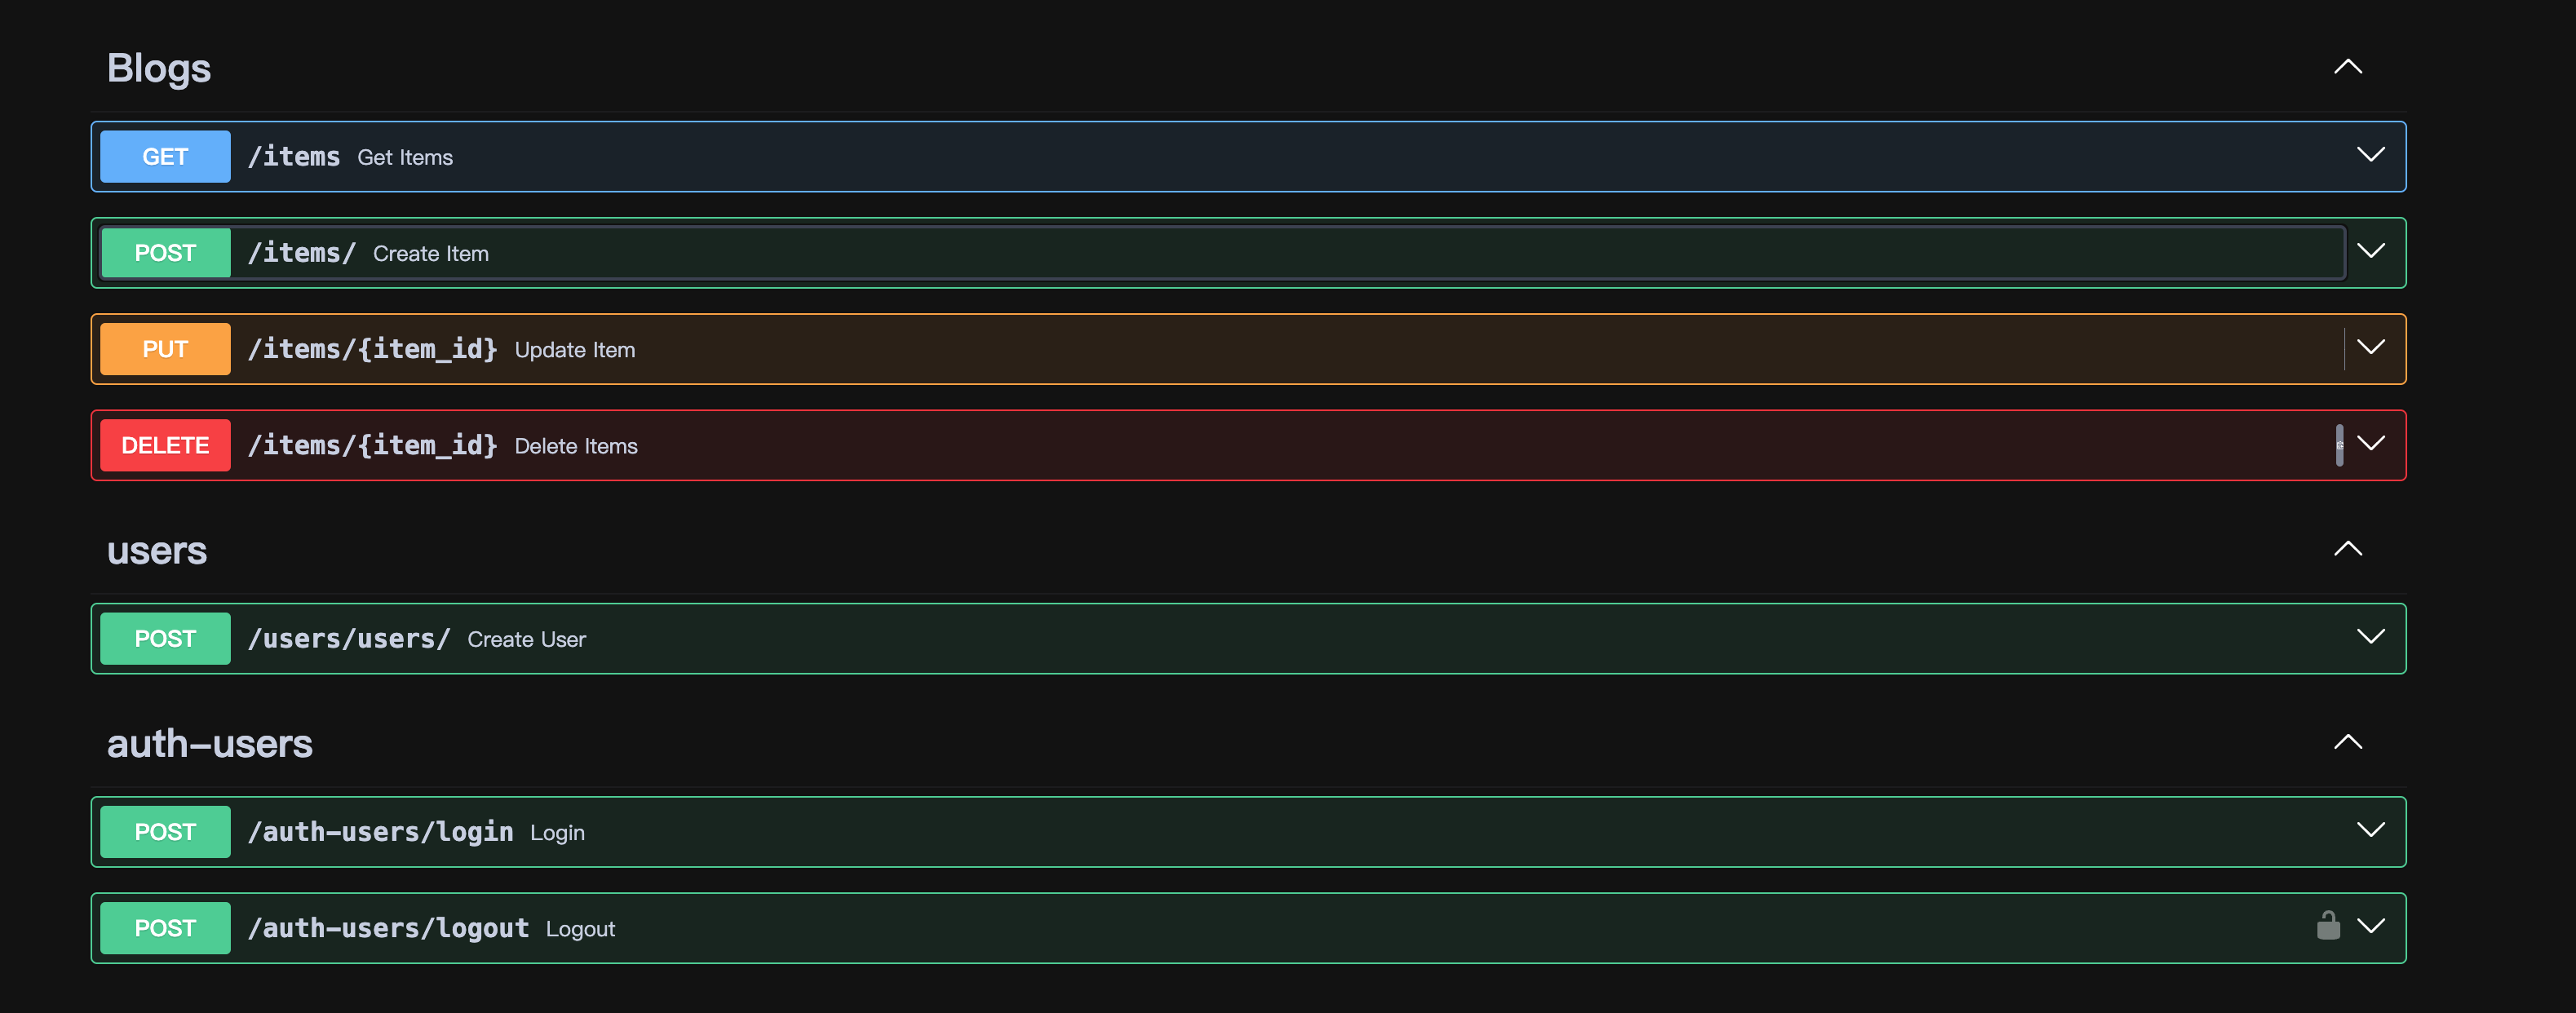 Blogs
GET /items Get Items
POST /items/ Create Item
PUT /items/{item_id} Update Item
DELETE /items/{item_id} Delete Items
users
POST /users/users/ Create User
auth-users
POST /auth-users/login Login
POST /auth-users/logout Logout